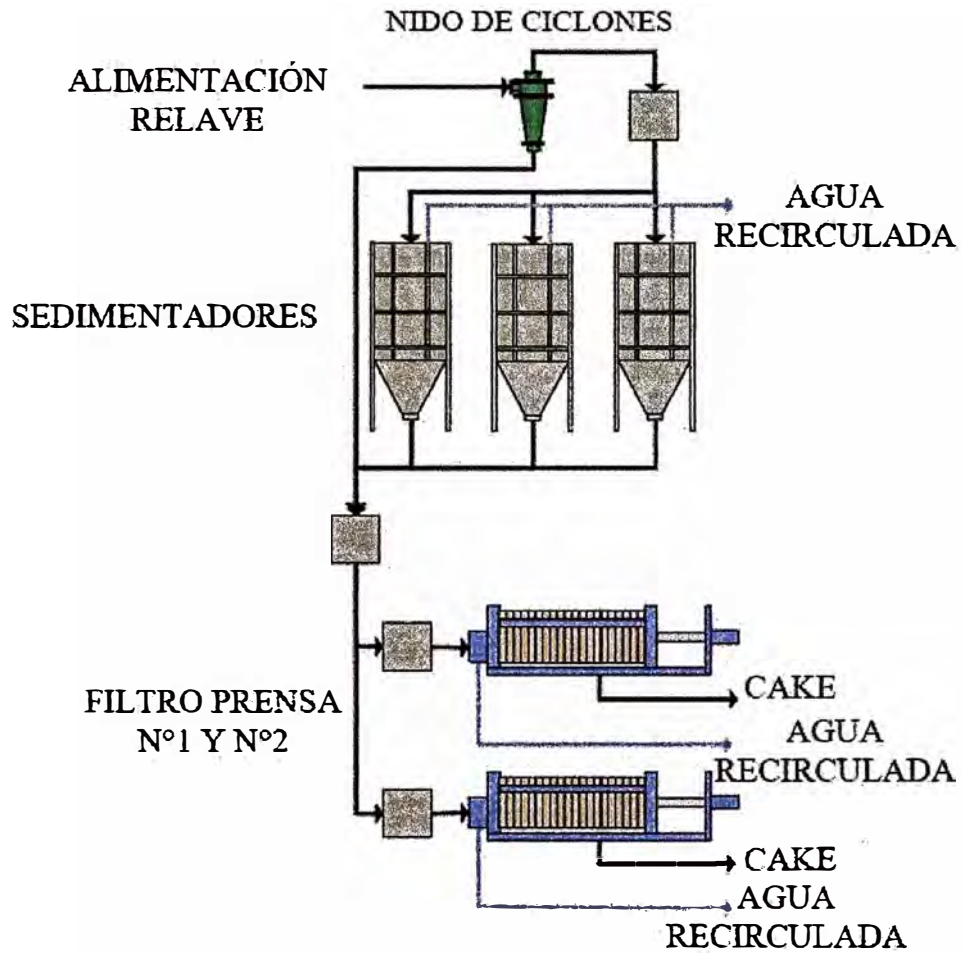 NIDO DE CICLONES
ALIMENTACIÓN
RELAVE
AGUA
RECIRCULADA
SEDIMENTADORES
FILTRO PRENSA
N°1 Y N°2
CAKE
AGUA
RECIRCULADA
CAKE
AGUA
RECIRCULADA